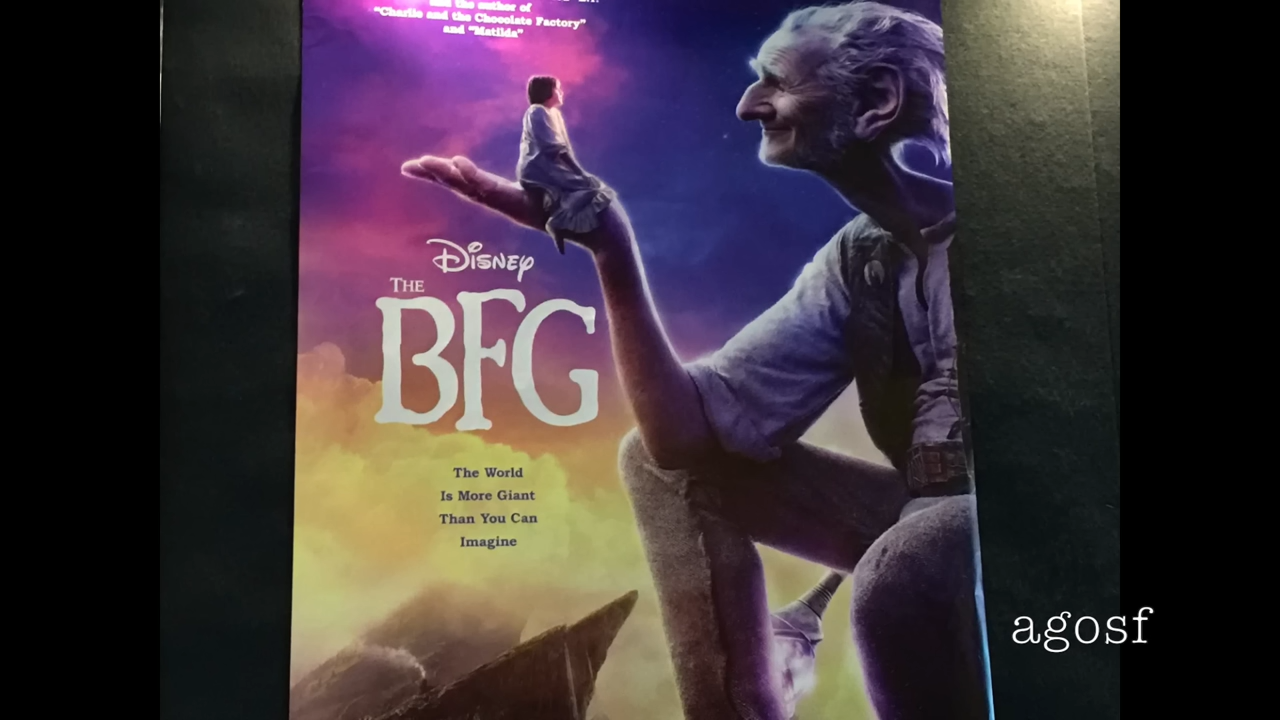 and the author of
"Charlie and the Chocolate Factory"
and "Matilda"
Disney
The
BFG
The World
Is More Giant
Than You Can
Imagine
agosf